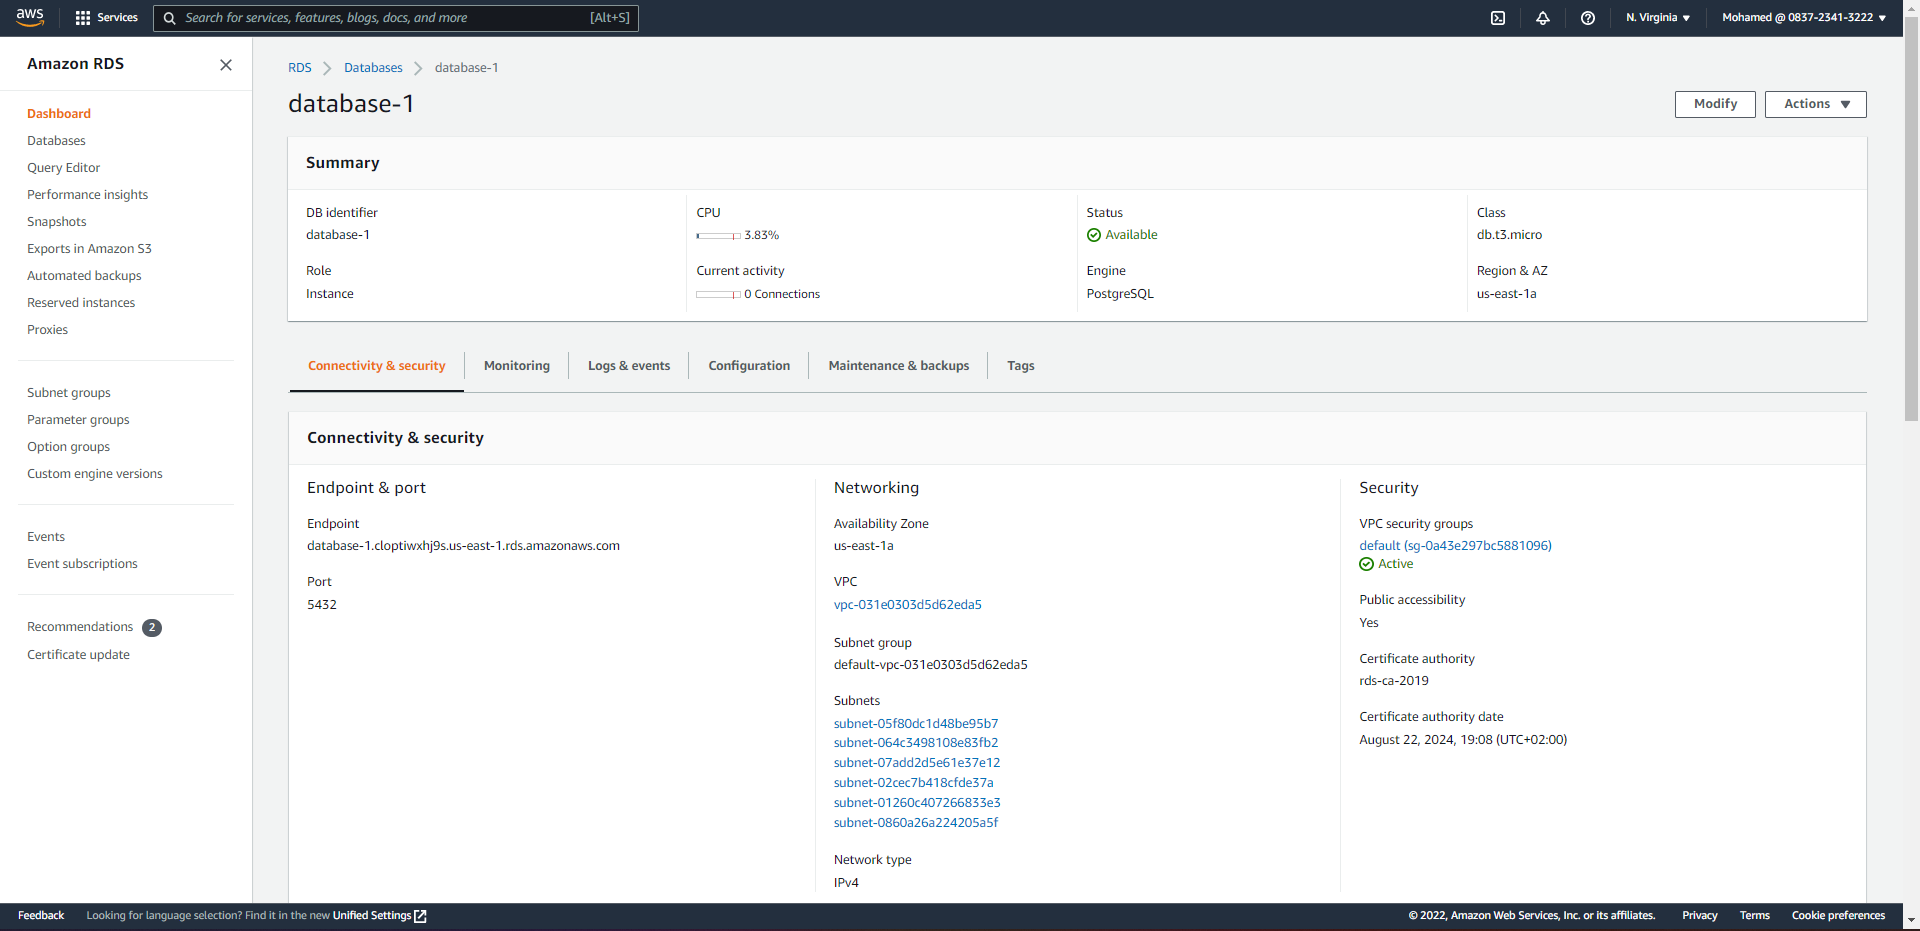 aws
Services
Search for services, features, blogs, docs, and more
[Alt+S]
N. Virginia
Mohamed @ 0837-2341-3222
Amazon RDS
Dashboard
Databases
Query Editor
Performance insights
Snapshots
Exports in Amazon S3
Automated backups
Reserved instances
Proxies
Subnet groups
Parameter groups
Option groups
Custom engine versions
Events
Event subscriptions
Recommendations 2
Certificate update
RDS > Databases > database-1
database-1
Modify
Actions
Summary
DB identifier
database-1
Role
Instance
CPU
3.83%
Current activity
0 Connections
Status
Available
Engine
PostgreSQL
Class
db.t3.micro
Region & AZ
us-east-1a
Connectivity & security
Monitoring
Logs & events
Configuration
Maintenance & backups
Tags
Connectivity & security
Endpoint & port
Endpoint
database-1.cloptiwxhj9s.us-east-1.rds.amazonaws.com
Port
5432
Networking
Availability Zone
us-east-1a
VPC
vpc-031e0303d5d62eda5
Subnet group
default-vpc-031e0303d5d62eda5
Subnets
subnet-05f80dc1d48be95b7
subnet-064c3498108e83fb2
subnet-07add2d5e61e37e12
subnet-02cec7b418cfde37a
subnet-01260c407266833e3
subnet-0860a26a224205a5f
Network type
IPv4
Security
VPC security groups
default (sg-0a43e297bc5881096)
Active
Public accessibility
Yes
Certificate authority
rds-ca-2019
Certificate authority date
August 22, 2024, 19:08 (UTC+02:00)
Feedback
Looking for language selection? Find it in the new Unified Settings
© 2022, Amazon Web Services, Inc. or its affiliates.
Privacy
Terms
Cookie preferences